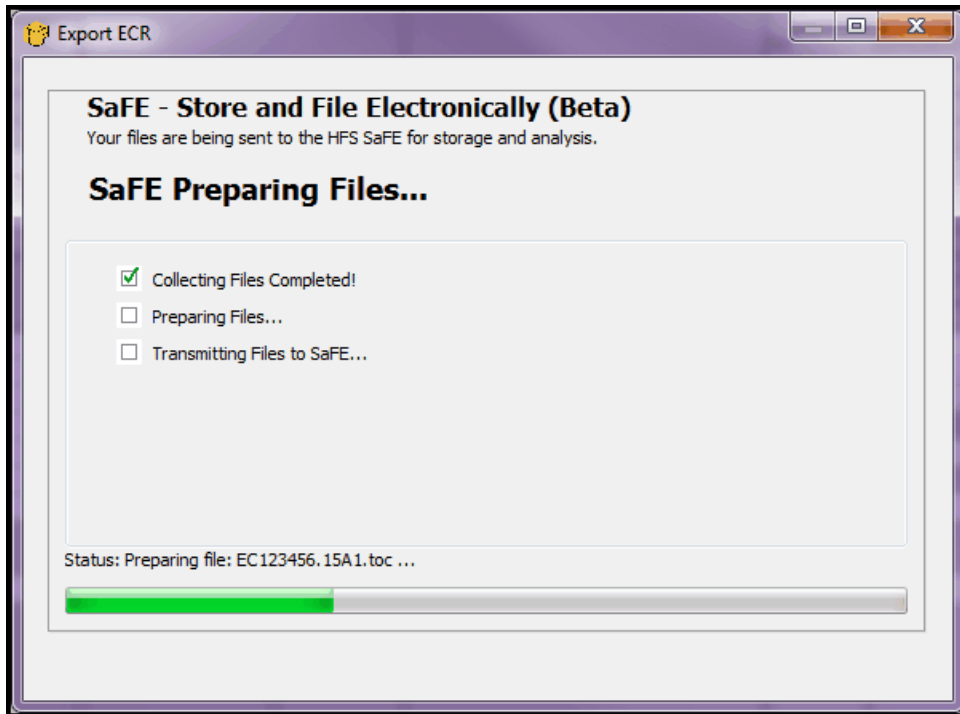 Export ECR
SaFE - Store and File Electronically (Beta)
Your files are being sent to the HFS SaFE for storage and analysis.
SaFE Preparing Files...
Collecting Files Completed!
Preparing Files...
Transmitting Files to SaFE...
Status: Preparing file: EC123456.15A1.toc ...